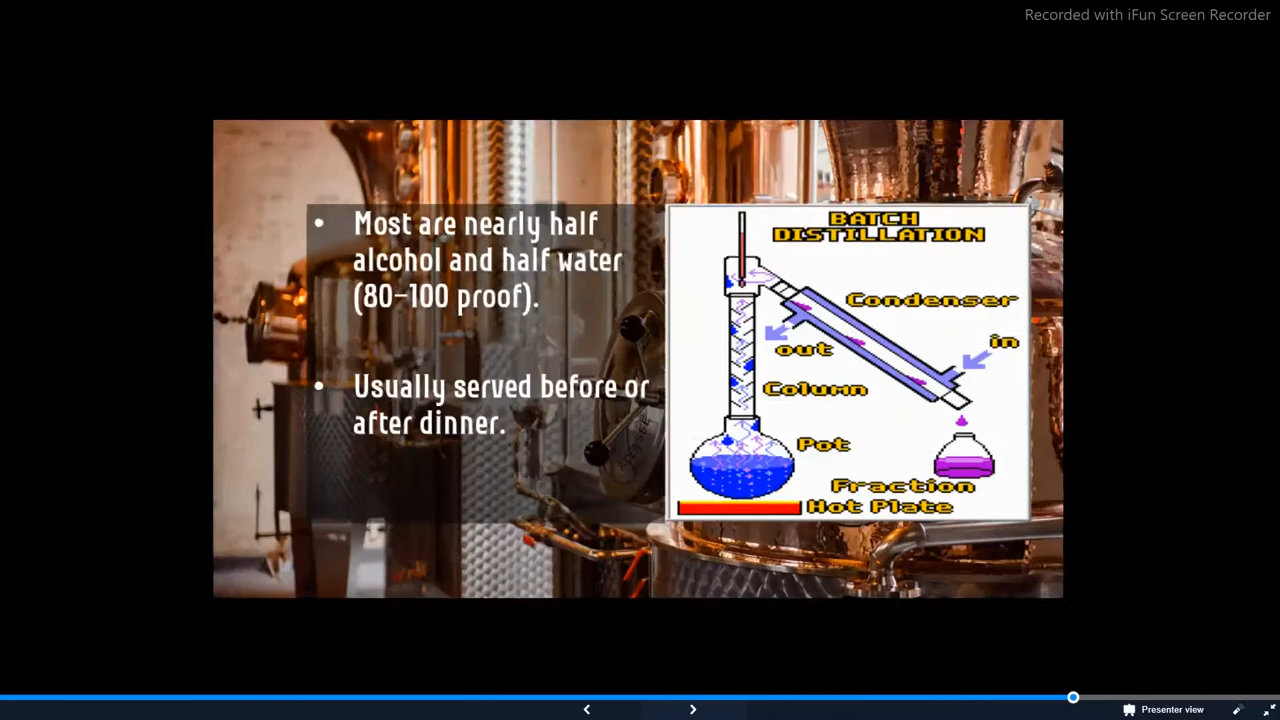 Recorded with iFun Screen Recorder
• Most are nearly half
alcohol and half water
(80–100 proof).
• Usually served before or
after dinner.
BATCH
DISTILLATION
Condenser
in
out
Column
Pot
Fraction
Hot Plate
Presenter view